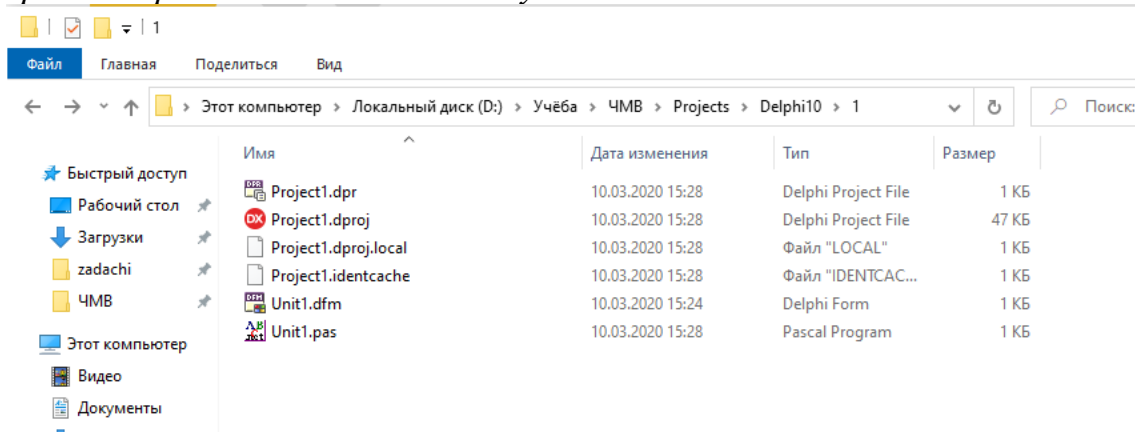 1
Файл Главная Поделиться Вид
Этот компьютер › Локальный диск (D:) › Учёба › ЧМВ › Projects › Delphi10 › 1 Поиск:
Имя Дата изменения Тип Размер
Быстрый доступ
Рабочий стол
Загрузки
zadachi
ЧМВ
Этот компьютер
Видео
Документы
Project1.dpr 10.03.2020 15:28 Delphi Project File 1 КБ
Project1.dproj 10.03.2020 15:28 Delphi Project File 47 КБ
Project1.dproj.local 10.03.2020 15:28 Файл "LOCAL" 1 КБ
Project1.identcache 10.03.2020 15:28 Файл "IDENTCAC... 1 КБ
Unit1.dfm 10.03.2020 15:24 Delphi Form 1 КБ
Unit1.pas 10.03.2020 15:28 Pascal Program 1 КБ